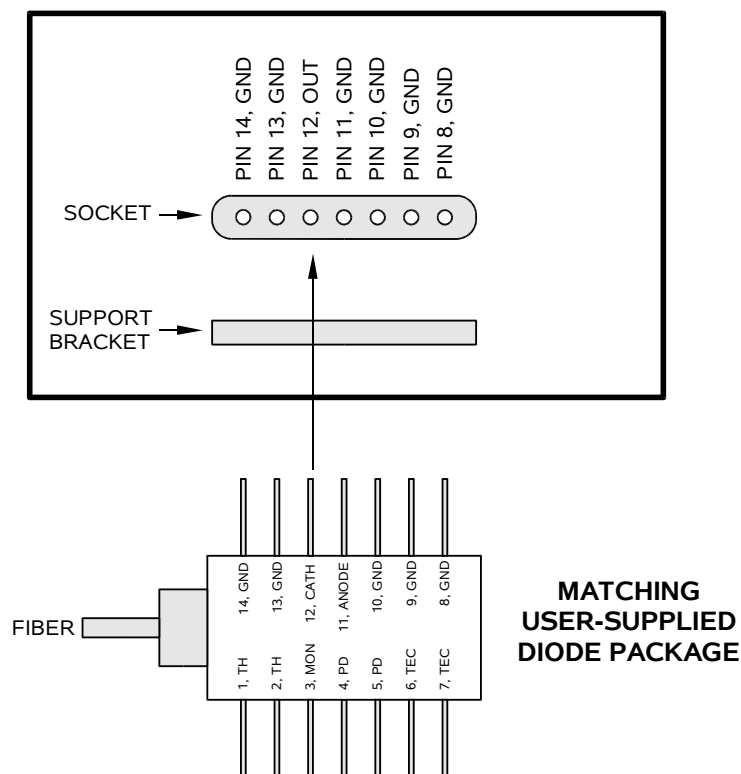 PIN 14, GND
PIN 13, GND
PIN 12, OUT
PIN 11, GND
PIN 10, GND
PIN 9, GND
PIN 8, GND
SOCKET
SUPPORT
BRACKET
14, GND
13, GND
12, CATH
11, ANODE
10, GND
9, GND
8, GND
FIBER
1, TH
2, TH
3, MON
4, PD
5, PD
6, TEC
7, TEC
MATCHING
USER-SUPPLIED
DIODE PACKAGE